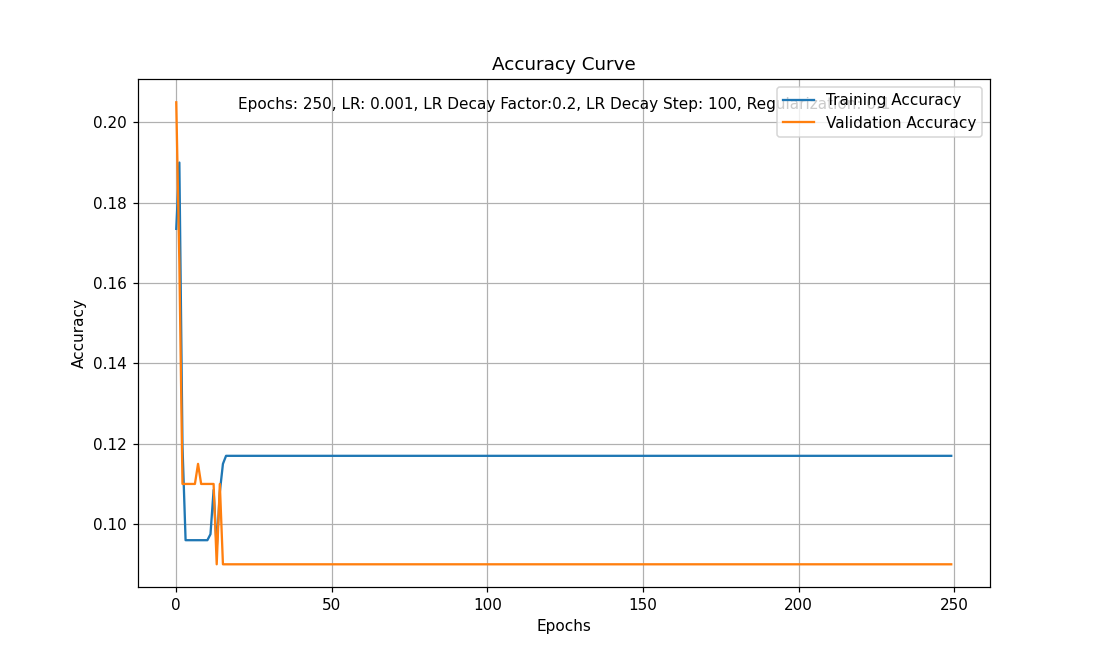 Accuracy Curve
Epochs: 250, LR: 0.001, LR Decay Factor:0.2, LR Decay Step: 100, Regularization:
Training Accuracy
Validation Accuracy
0.20
0.18
0.16
0.14
0.12
0.10
Accuracy
0 50 100 150 200 250
Epochs